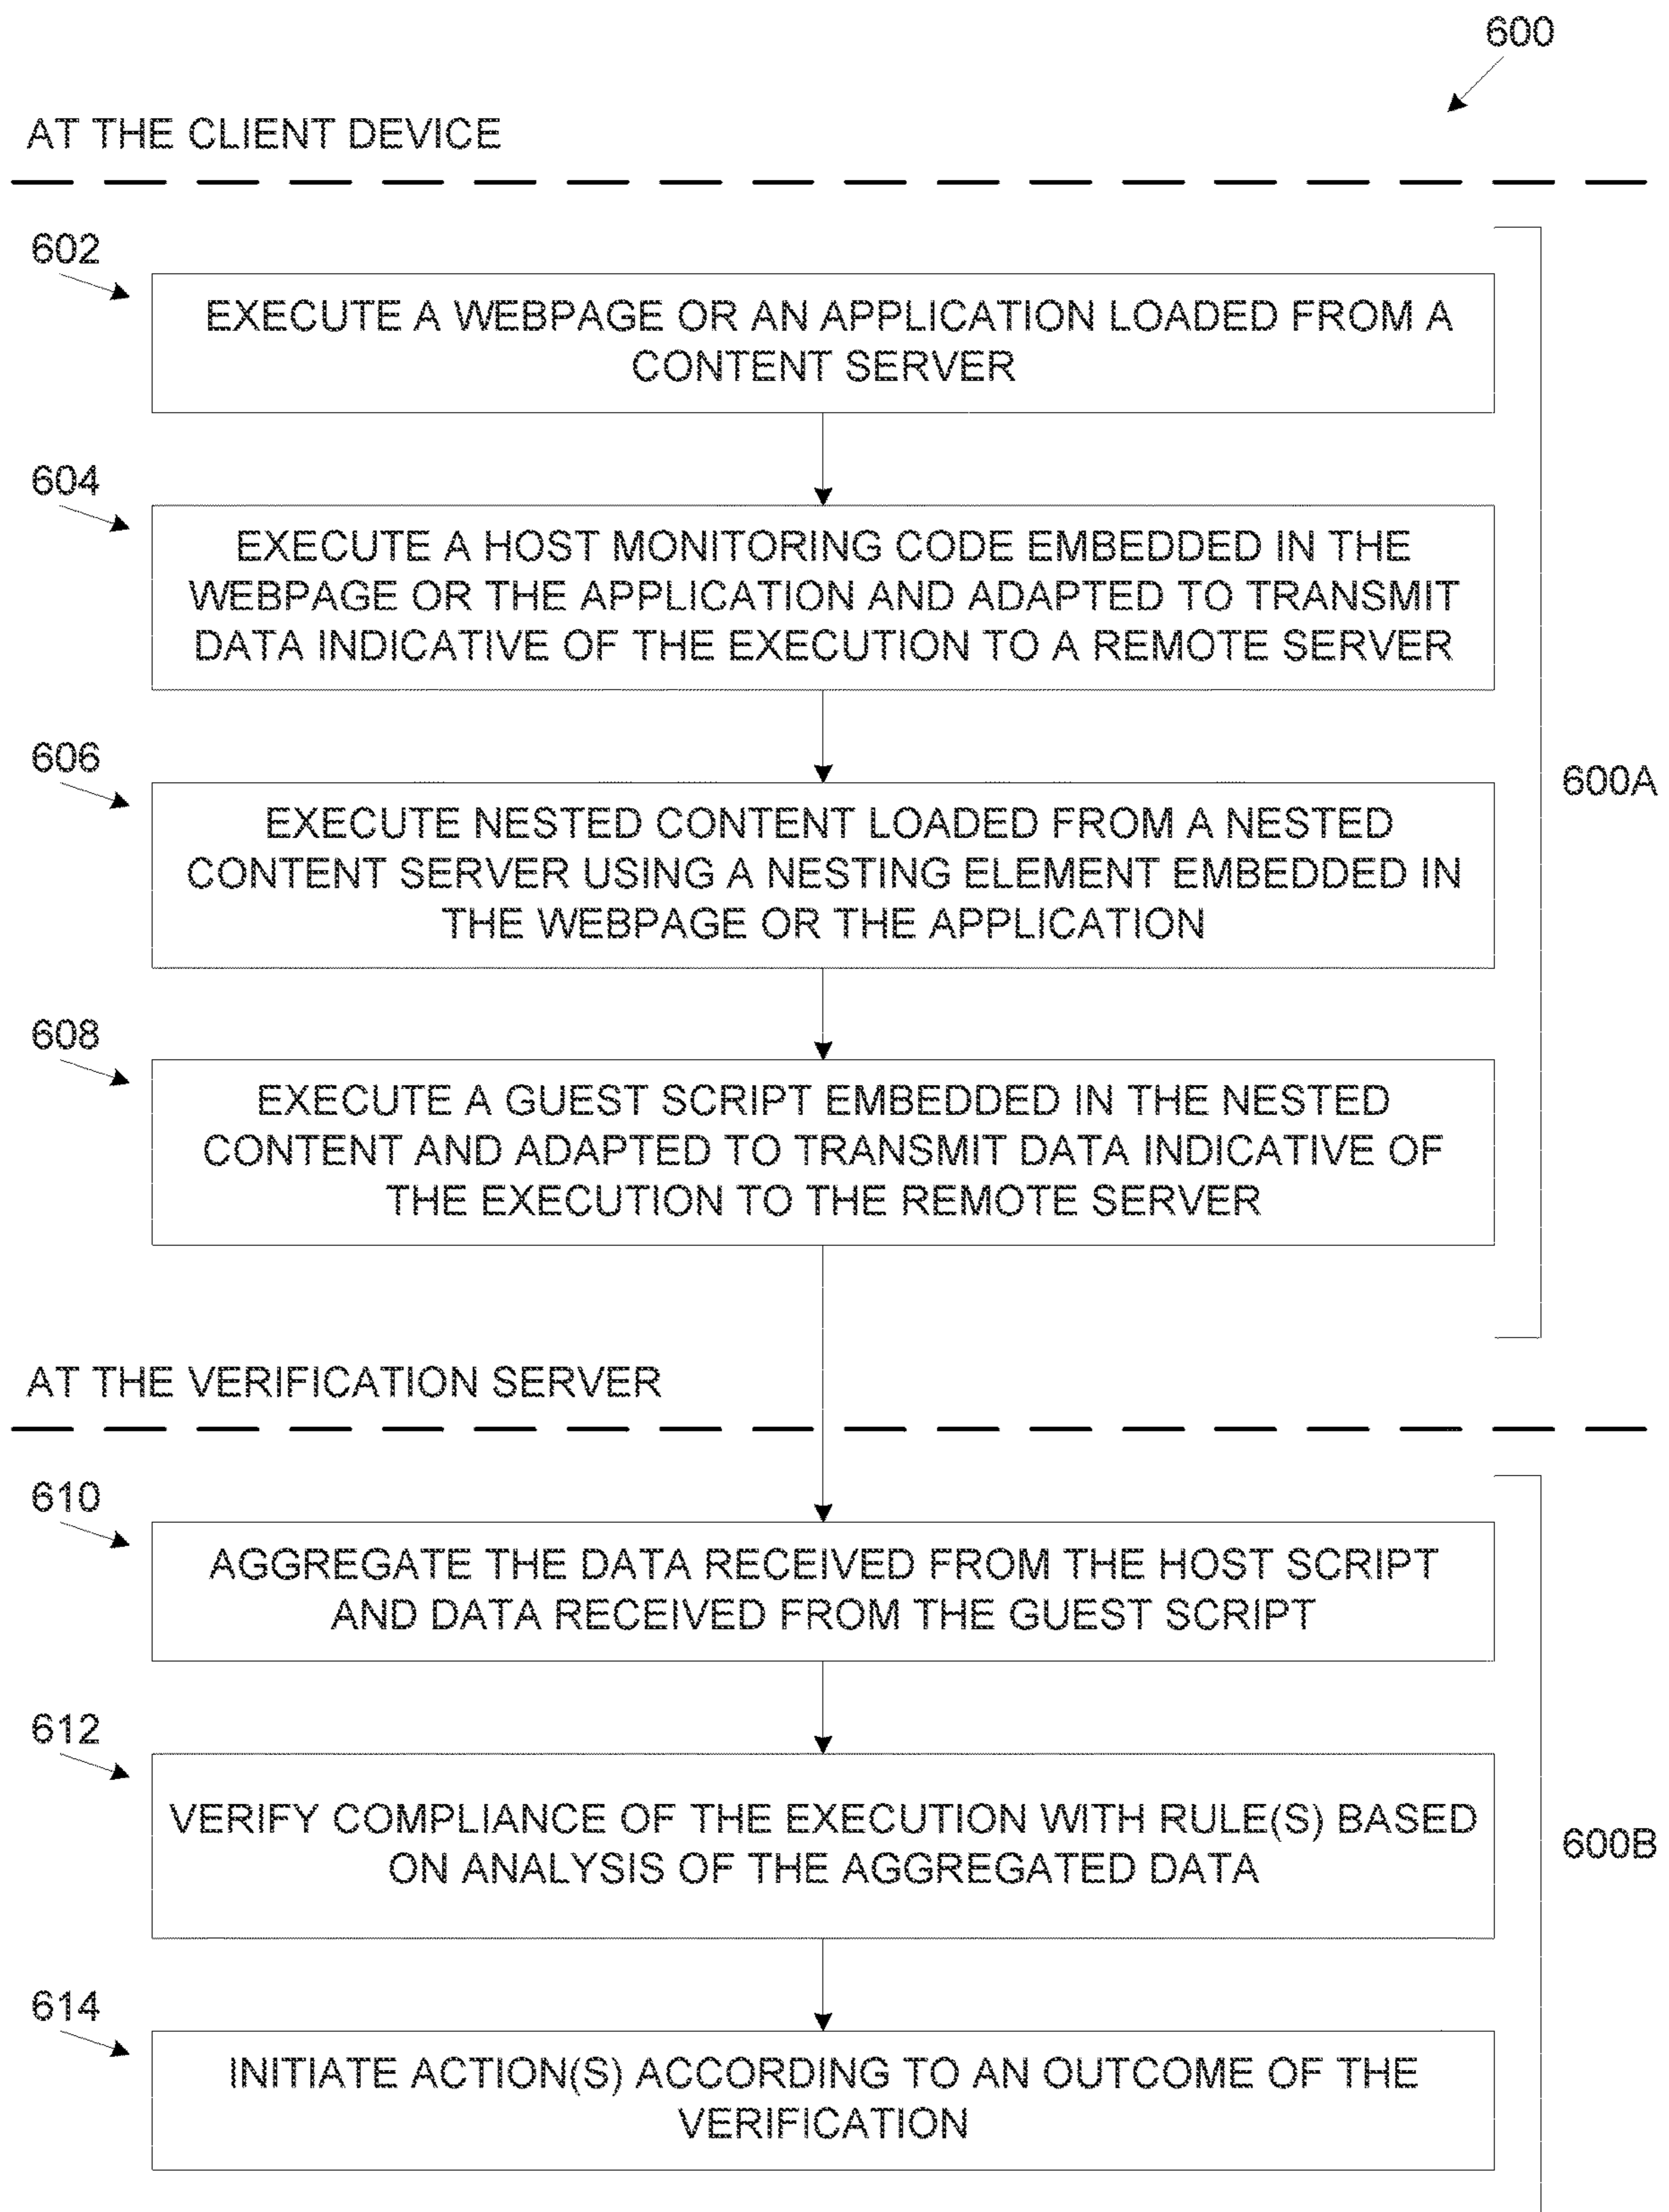 600
AT THE CLIENT DEVICE
602
EXECUTE A WEBPAGE OR AN APPLICATION LOADED FROM A
CONTENT SERVER
604
EXECUTE A HOST MONITORING CODE EMBEDDED IN THE
WEBPAGE OR THE APPLICATION AND ADAPTED TO TRANSMIT
DATA INDICATIVE OF THE EXECUTION TO A REMOTE SERVER
606
EXECUTE NESTED CONTENT LOADED FROM A NESTED
CONTENT SERVER USING A NESTING ELEMENT EMBEDDED IN
THE WEBPAGE OR THE APPLICATION
600A
608
EXECUTE A GUEST SCRIPT EMBEDDED IN THE NESTED
CONTENT AND ADAPTED TO TRANSMIT DATA INDICATIVE OF
THE EXECUTION TO THE REMOTE SERVER
AT THE VERIFICATION SERVER
610
AGGREGATE THE DATA RECEIVED FROM THE HOST SCRIPT
AND DATA RECEIVED FROM THE GUEST SCRIPT
612
VERIFY COMPLIANCE OF THE EXECUTION WITH RULE(S) BASED
ON ANALYSIS OF THE AGGREGATED DATA
600B
614
INITIATE ACTION(S) ACCORDING TO AN OUTCOME OF THE
VERIFICATION